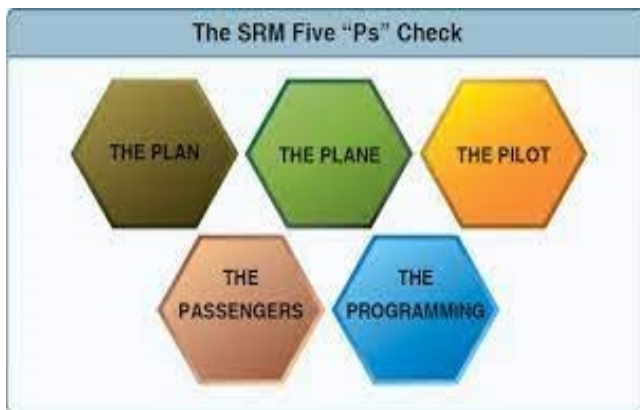 The SRM Five “Ps” Check
THE PLAN
THE PLANE
THE PILOT
THE
PASSENGERS
THE
PROGRAMMING